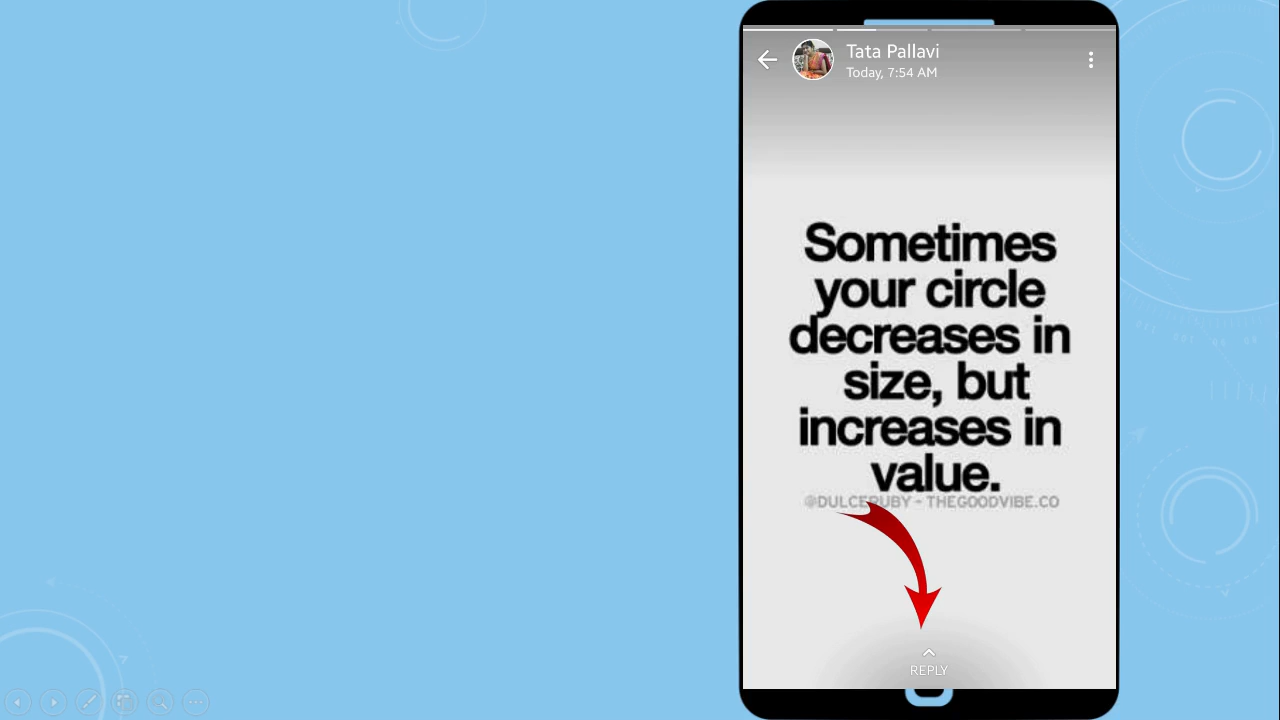 Tata Pallavi
Today, 7:54 AM
Sometimes
your circle
decreases in
size, but
increases in
value.
@DULCERUBY - THEGOODVIBE.CO
REPLY